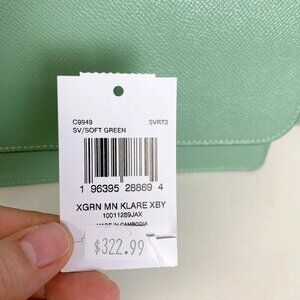 C9949 SVRT2
SV/SOFT GREEN
1 96395 28869 4
XGRN MN KLARE XBY
10011289JAX
MADE IN CAMBODIA
$322.99